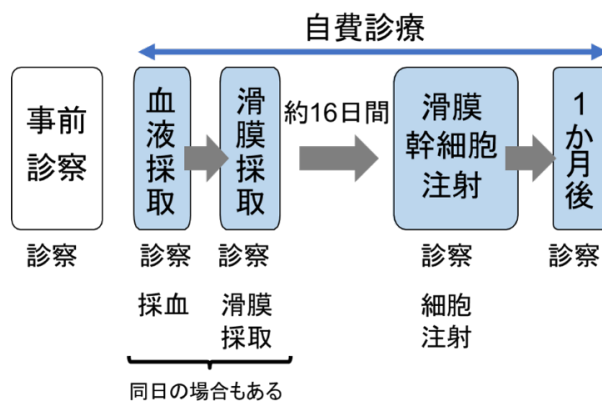 自費診療
事前
診察
血液採取
滑膜採取
約16日間
滑膜
幹細胞
注射
1か月後
診察
診察
診察
診察
診察
採血
滑膜
採取
細胞
注射
同日の場合もある